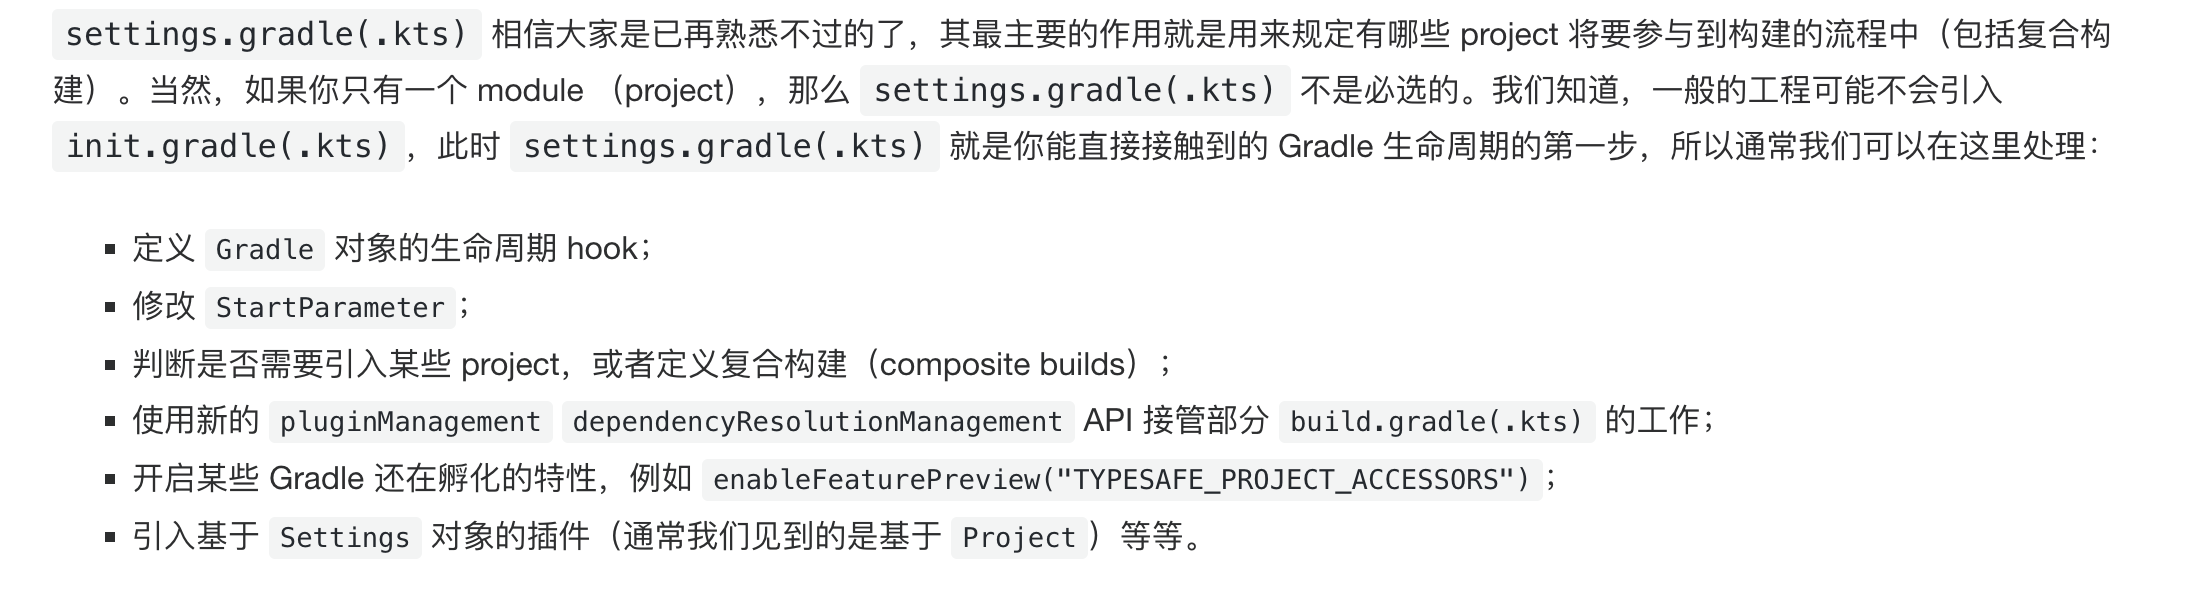 settings.gradle(.kts) 相信大家是已再熟悉不过的了，其最主要的作用就是用来规定有哪些 project 将要参与到构建的流程中（包括复合构
建）。当然，如果你只有一个 module （project），那么 settings.gradle(.kts) 不是必选的。我们知道，一般的工程可能不会引入
init.gradle(.kts)，此时 settings.gradle(.kts) 就是你能直接接触到的 Gradle 生命周期的第一步，所以通常我们可以在这里处理：
▪ 定义 Gradle 对象的生命周期 hook；
▪ 修改 StartParameter；
▪ 判断是否需要引入某些 project，或者定义复合构建（composite builds）；
▪ 使用新的 pluginManagement dependencyResolutionManagement API 接管部分 build.gradle(.kts) 的工作；
▪ 开启某些 Gradle 还在孵化的特性，例如 enableFeaturePreview("TYPESAFE_PROJECT_ACCESSORS")；
▪ 引入基于 Settings 对象的插件（通常我们见到的是基于 Project）等等。